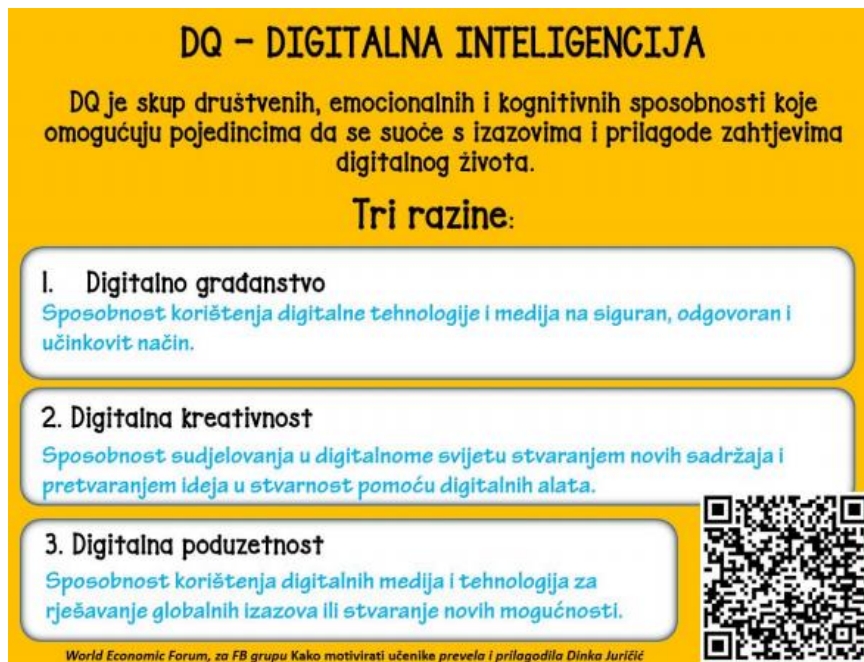 DQ – DIGITALNA INTELIGENCIJA
DQ je skup društvenih, emocionalnih i kognitivnih sposobnosti koje
omogućuju pojedincima da se suoče s izazovima i prilagode zahtjevima
digitalnog života.
Tri razine:
1. Digitalno građanstvo
Sposobnost korištenja digitalne tehnologije i medija na siguran, odgovoran i
učinkovit način.
2. Digitalna kreativnost
Sposobnost sudjelovanja u digitalnome svijetu stvaranjem novih sadržaja i
pretvaranjem ideja u stvarnost pomoću digitalnih alata.
3. Digitalna poduzetnost
Sposobnost korištenja digitalnih medija i tehnologija za
rješavanje globalnih izazova ili stvaranje novih mogućnosti.
World Economic Forum, za FB grupu Kako motivirati učenike prevela i prilagodila Dinka Juričić